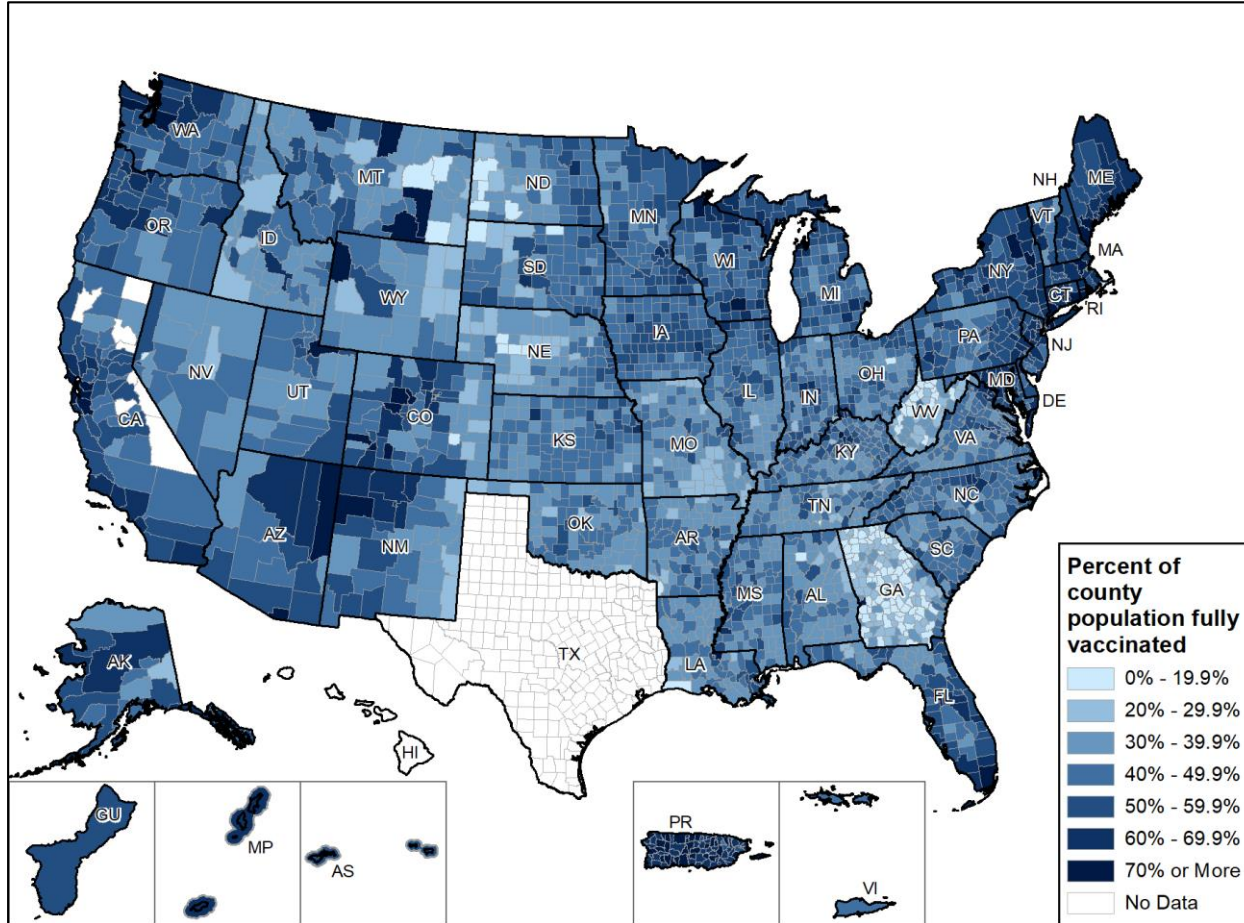 WA
MT
ND
MN
OR
ID
WY
SD
WI
MI
NH
VT
ME
MA
NY
CT
RI
NJ
PA
MD
DE
NV
UT
CO
NE
IA
IL
IN
OH
WV
VA
CA
KS
MO
KY
AZ
NM
OK
AR
TN
NC
SC
MS
AL
GA
LA
TX
FL
AK
HI
GU
MP
AS
PR
VI
Percent of
county
population fully
vaccinated
0% - 19.9%
20% - 29.9%
30% - 39.9%
40% - 49.9%
50% - 59.9%
60% - 69.9%
70% or More
No Data